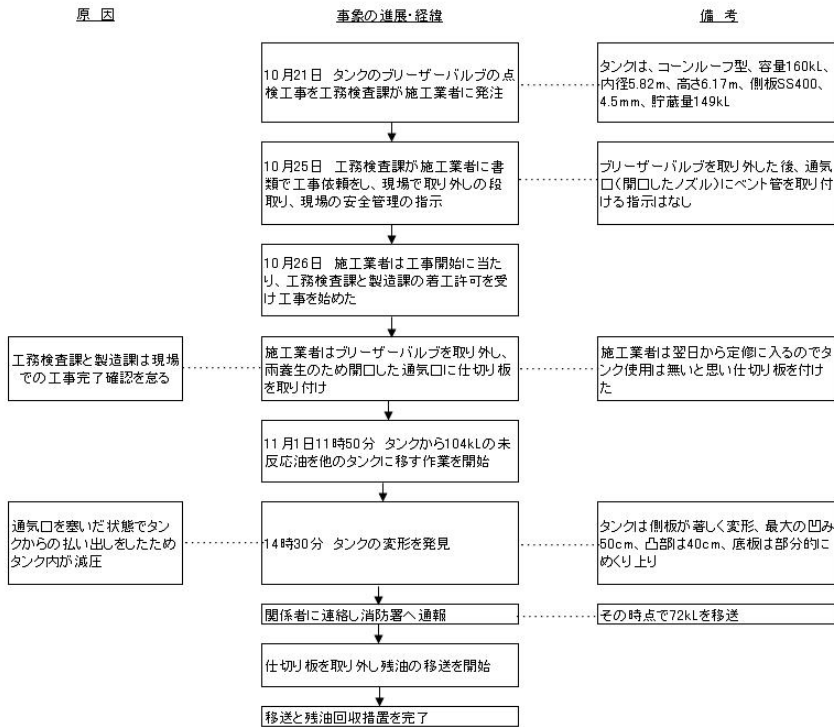 原 因
事象の進展・経緯
備 考
10月21日 タンクのブリーザーバルブの点
検工事を工務検査課が施工業者に発注
タンクは、コーンルーフ型、容量160kL、
内径5.82m、高さ6.17m、側板SS400、
4.5mm、貯蔵量149kL
10月25日 工務検査課が施工業者に書
類で工事依頼をし、現場で取り外しの段
取り、現場の安全管理の指示
ブリーザーバルブを取り外した後、通気
口(開口したノズル)にベント管を取り付
ける指示はなし
10月26日 施工業者は工事開始に当た
り、工務検査課と製造課の着工許可を受
け工事を始めた
工務検査課と製造課は現場
での工事完了確認を怠る
施工業者はブリーザーバルブを取り外し、
雨養生のため開口した通気口に仕切り板
を取り付け
施工業者は翌日から定修に入るのでタ
ンク使用は無いと思い仕切り板を付け
た
11月1日11時50分 タンクから104kLの未
反応油を他のタンクに移す作業を開始
通気口を塞いだ状態でタン
クからの払い出しをしたため
タンク内が減圧
14時30分 タンクの変形を発見
タンクは側板が著しく変形、最大の凹み
50cm、凸部は40cm、底板は部分的に
めくり上り
関係者に連絡し消防署へ通報
その時点で72kLを移送
仕切り板を取り外し残油の移送を開始
移送と残油回収措置を完了